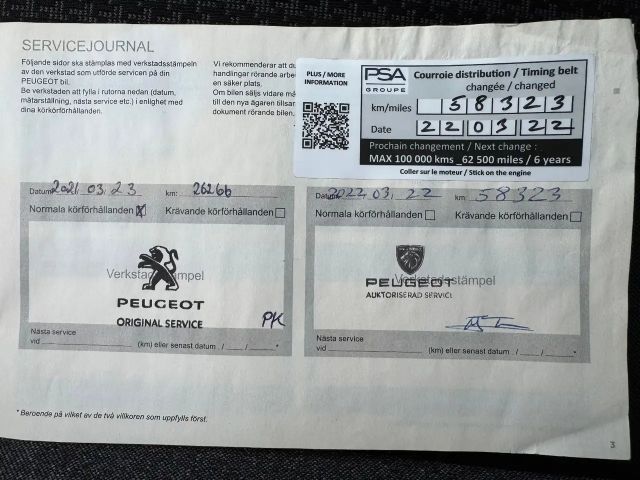 SERVICEJOURNAL
Följande sidor ska stämplas med verkstadsstämpeln
av den verkstad som utförde servicen på din
PEUGEOT bil.
Be verkstaden att fylla i rutorna nedan (datum,
mätarställning, nästa service etc.) i enlighet med
dina körkörförhållanden.
Vi rekommenderar att du
handlingar rörande arbet
en säker plats.
Om bilen säljs vidare må
till den nya ägaren tillsan
dokument rörande bilen.
PLUS / MORE
INFORMATION
PSA
GROUPE
Courroie distribution / Timing belt
changée / changed
km/miles 58323
Date 220322
Prochain changement / Next change :
MAX 100 000 kms _62 500 miles / 6 years
Coller sur le moteur / Stick on the engine
Datum 2021.03.23 km: 26266
Normala körförhållanden Krävande körförhållanden
Verkstadsstämpel
PEUGEOT
ORIGINAL SERVICE
PK
Nästa service
vid (km) eller senast datum / / *
Datum 2022.03.22 km: 58323
Normala körförhållanden Krävande körförhållanden
Verkstadsstämpel
PEUGEOT
AUKTORISERAD SERVICE
Nästa service
vid (km) eller senast datum / / *
* Beroende på vilket av de två villkoren som uppfylls först.
3